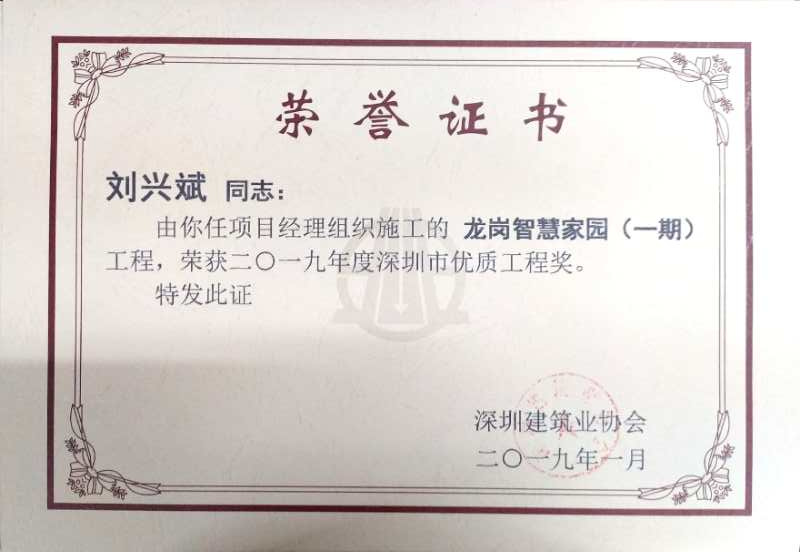 荣誉证书
刘兴斌 同志：
由你任项目经理组织施工的 龙岗智慧家园（一期）
工程，荣获二〇一九年度深圳市优质工程奖。
特发此证
深圳建筑业协会
二〇一九年一月